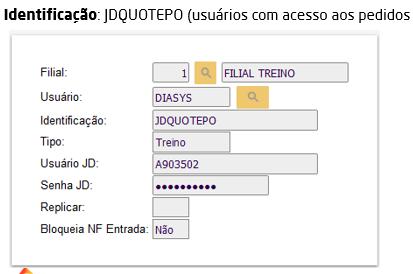 Identificação: JDQUOTEPO (usuários com acesso aos pedidos
Filial: 1 FILIAL TREINO
Usuário: DIASYS
Identificação: JDQUOTEPO
Tipo: Treino
Usuário JD: A903502
Senha JD: ••••••••••
Replicar:
Bloqueia NF Entrada: Não